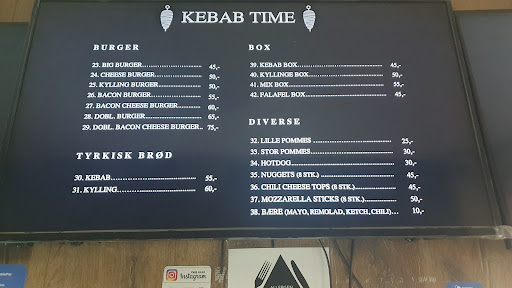 KEBAB TIME
BURGER
23. BIG BURGER........................ 45,-
24. CHEESE BURGER................. 50,-
25. KYLLING BURGER................ 50,-
26. BACON BURGER.................. 55,-
27. BACON CHEESE BURGER...... 60,-
28. DOBL. BURGER.................... 65,-
29. DOBL. BACON CHEESE BURGER.. 75,-
TYRKISK BRØD
30. KEBAB............................ 55,-
31. KYLLING......................... 60,-
BOX
39. KEBAB BOX............................ 45,-
40. KYLLINGE BOX........................ 50,-
41. MIX BOX................................ 55,-
42. FALAFEL BOX......................... 45,-
DIVERSE
32. LILLE POMMES ........................ 25,-
33. STOR POMMES......................... 30,-
34. HOTDOG................................ 30,-
35. NUGGETS (8 STK.) .................... 45,-
36. CHILI CHEESE TOPS (8 STK.)........... 45,-
37. MOZZARELLA STICKS (8 STK.)......... 50,-
38. BÆRE (MAYO, REMOLAD, KETCH, CHILI)... 10,-
Instagram
ALLERGEN